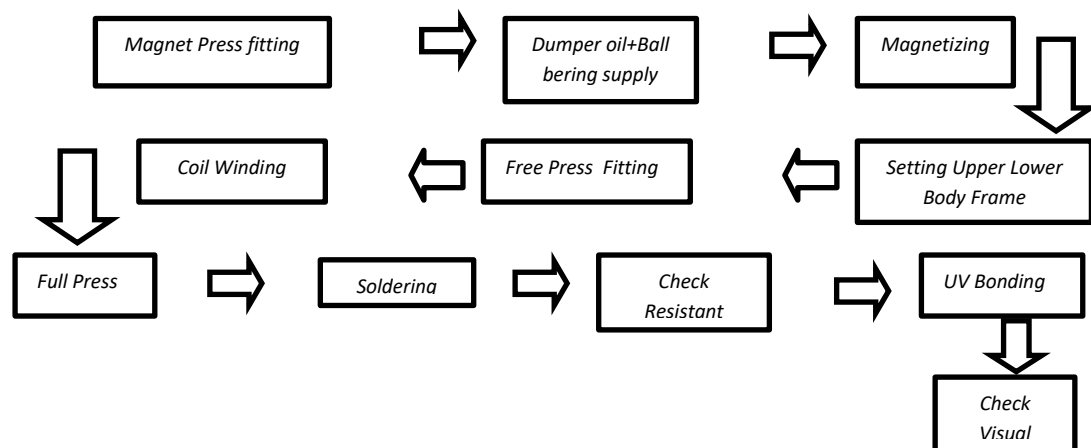 Magnet Press fitting
Dumper oil+Ball
bering supply
Magnetizing
Setting Upper Lower
Body Frame
Free Press Fitting
Coil Winding
Full Press
Soldering
Check
Resistant
UV Bonding
Check
Visual